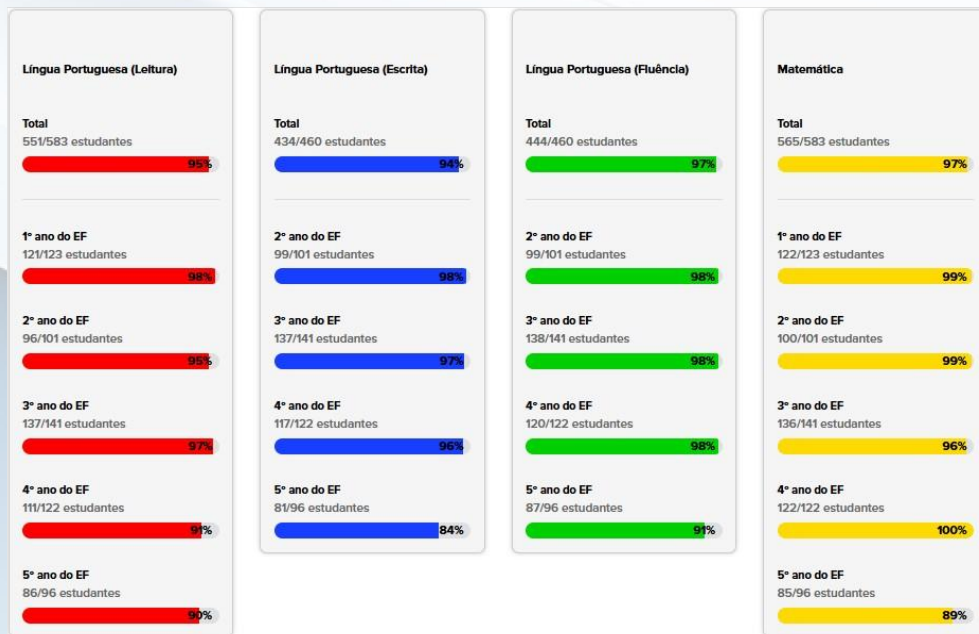 Língua Portuguesa (Leitura)
Total
551/583 estudantes
95%
1º ano do EF
121/123 estudantes
98%
2º ano do EF
96/101 estudantes
95%
3º ano do EF
137/141 estudantes
97%
4º ano do EF
111/122 estudantes
91%
5º ano do EF
86/96 estudantes
90%
Língua Portuguesa (Escrita)
Total
434/460 estudantes
94%
2º ano do EF
99/101 estudantes
98%
3º ano do EF
137/141 estudantes
97%
4º ano do EF
117/122 estudantes
96%
5º ano do EF
81/96 estudantes
84%
Língua Portuguesa (Fluência)
Total
444/460 estudantes
97%
2º ano do EF
99/101 estudantes
98%
3º ano do EF
138/141 estudantes
98%
4º ano do EF
120/122 estudantes
98%
5º ano do EF
87/96 estudantes
91%
Matemática
Total
565/583 estudantes
97%
1º ano do EF
122/123 estudantes
99%
2º ano do EF
100/101 estudantes
99%
3º ano do EF
136/141 estudantes
96%
4º ano do EF
122/122 estudantes
100%
5º ano do EF
85/96 estudantes
89%